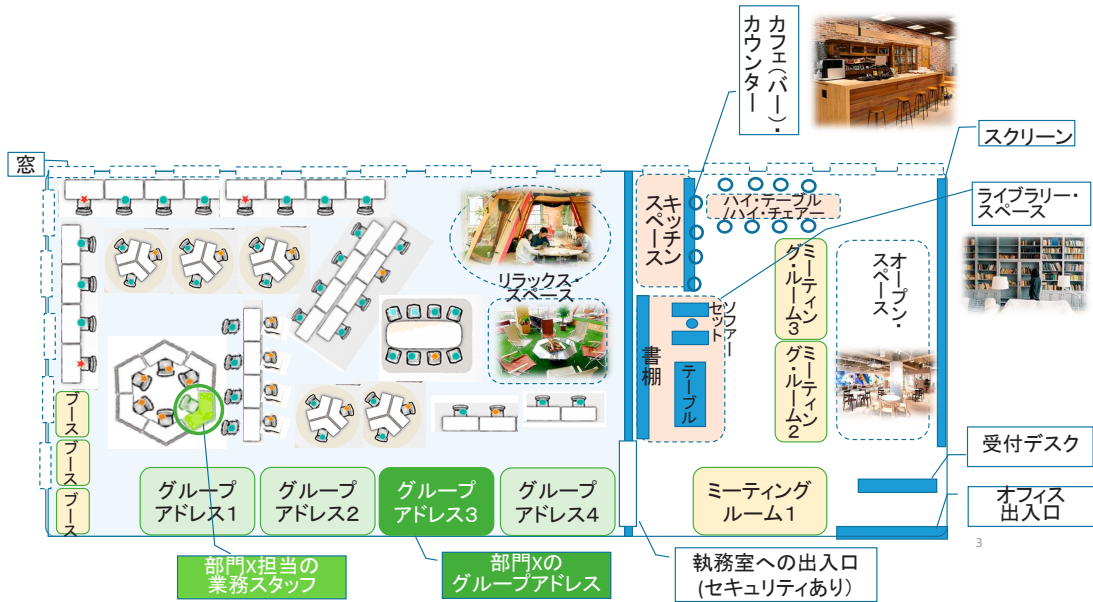 カフェ(バー)・
カウンター
スクリーン
窓
ライブラリー・
スペース
キッチン
スペース
ハイ・テーブル
/ハイ・チェアー
リラックス・
スペース
ミーティン
グ・ルーム3
オープン・
スペース
ソファー
セット
書棚
テーブル
ミーティン
グ・ルーム2
ブース
ブース
ブース
受付デスク
グループ
アドレス1
グループ
アドレス2
グループ
アドレス3
グループ
アドレス4
ミーティング
ルーム1
オフィス
出入口
部門X担当の
業務スタッフ
部門Xの
グループアドレス
執務室への出入口
(セキュリティあり)
3